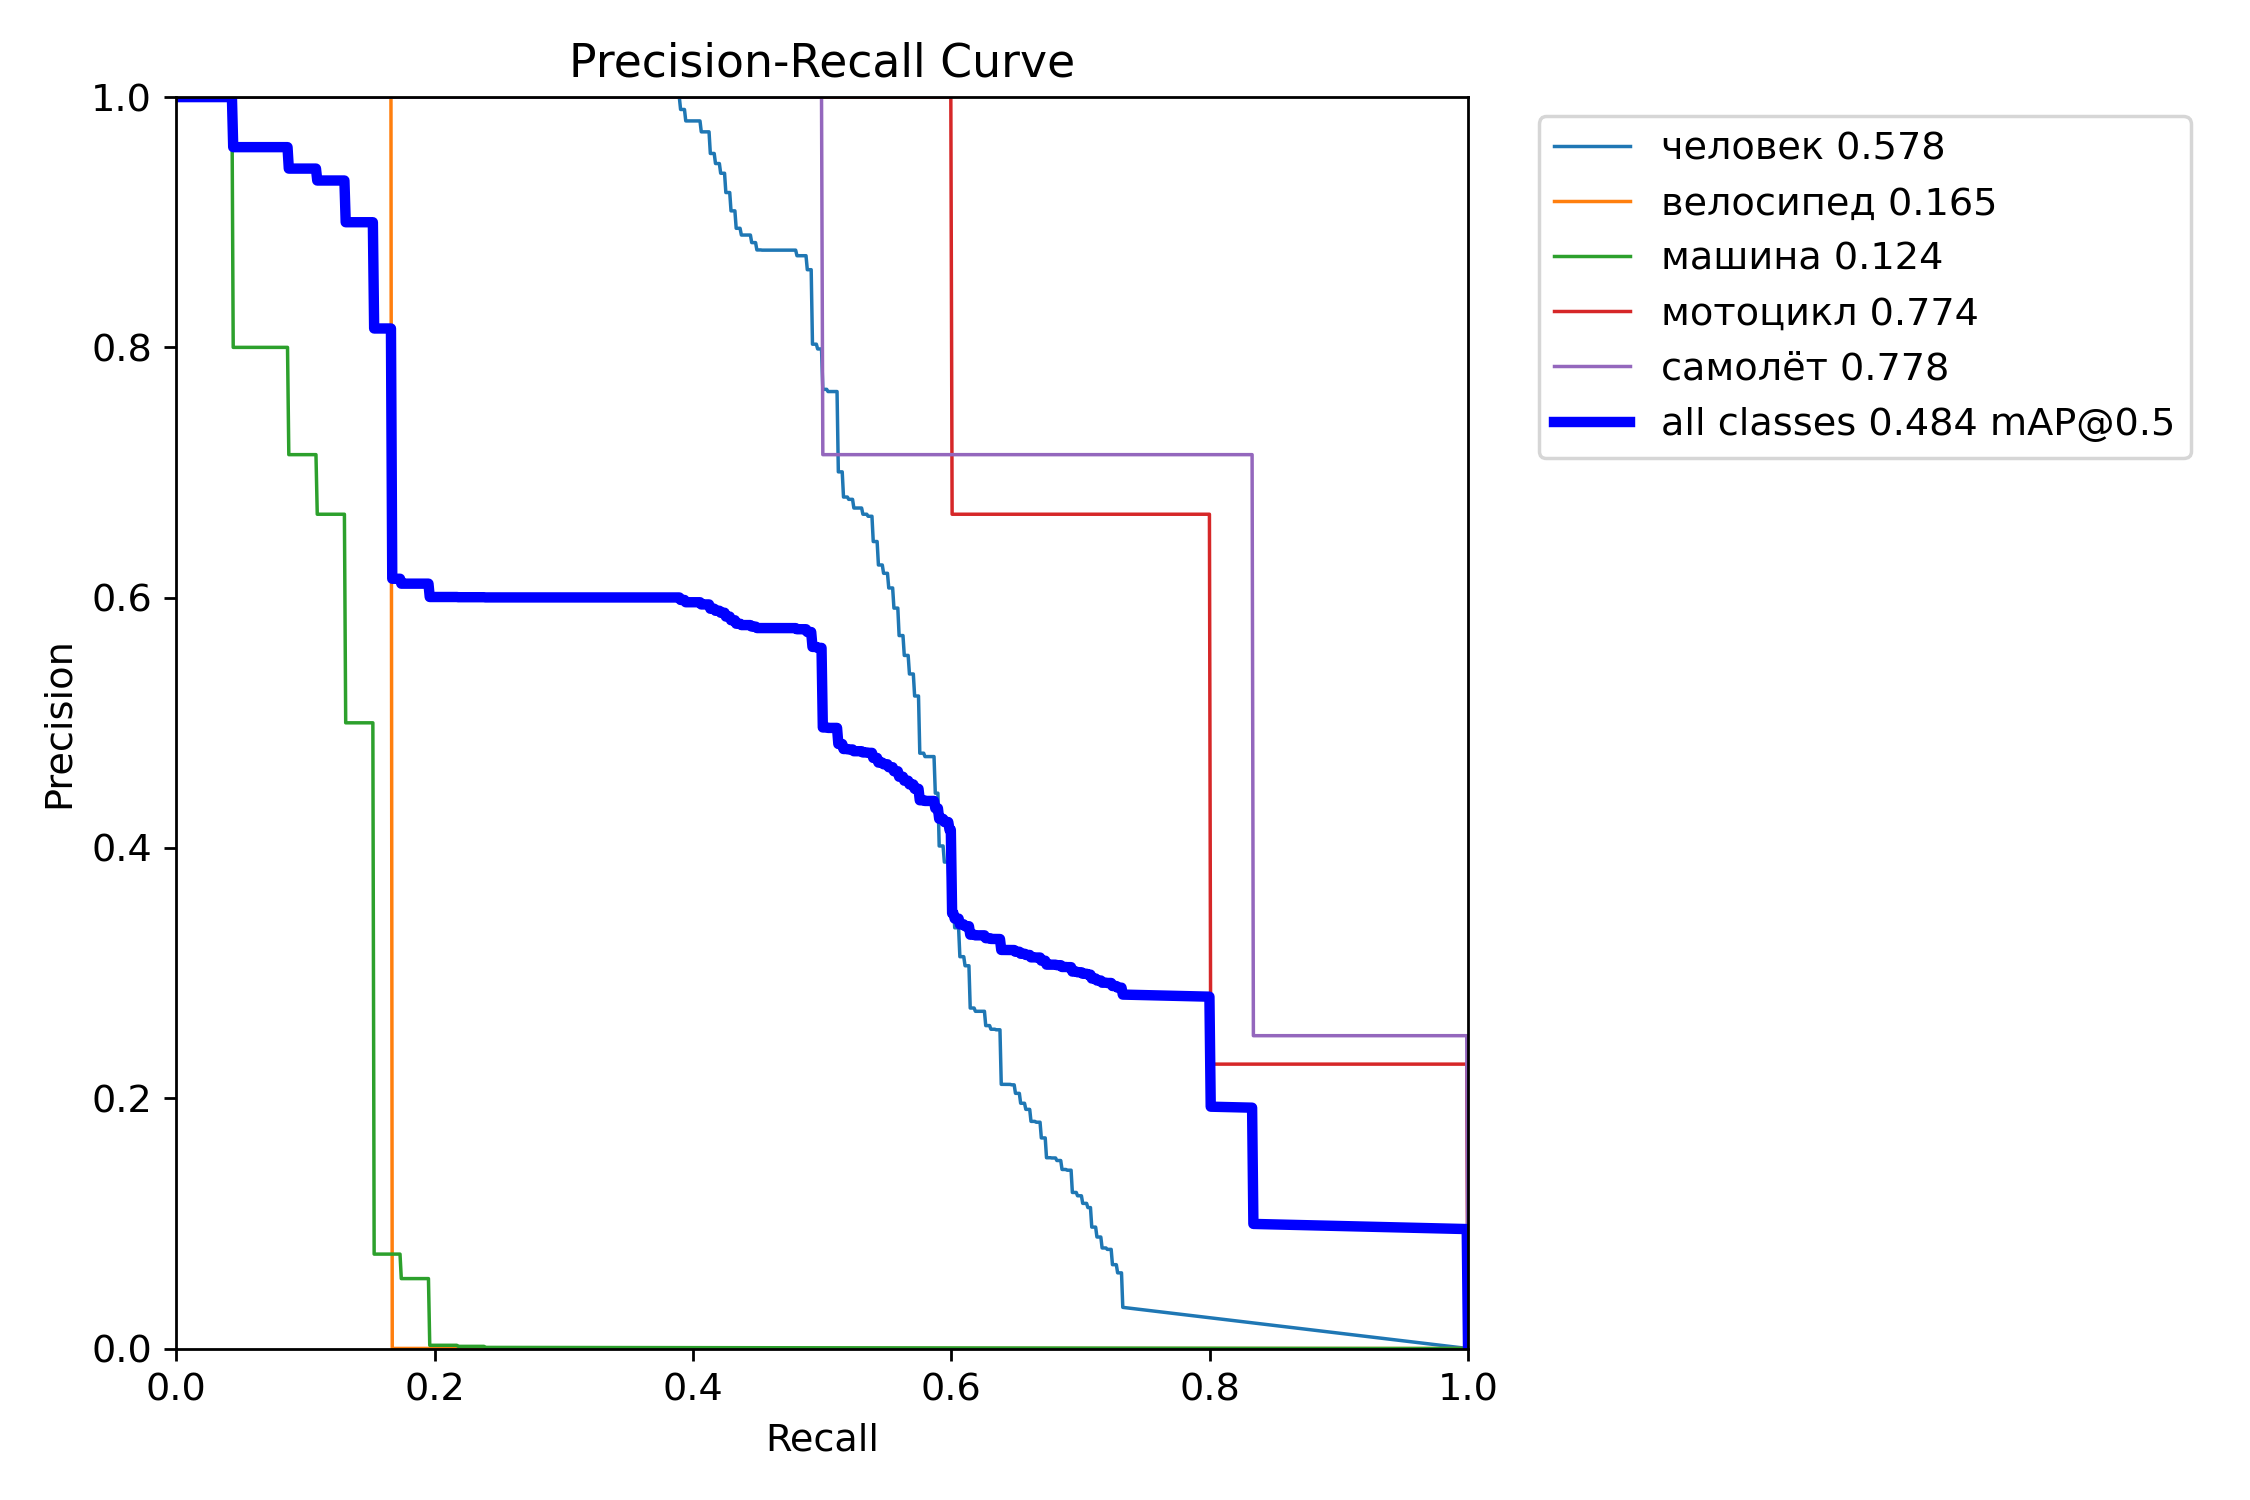 Precision-Recall Curve
1.0
0.8
0.6
0.4
0.2
0.0
Precision
0.0 0.2 0.4 0.6 0.8 1.0
Recall
человек 0.578
велосипед 0.165
машина 0.124
мотоцикл 0.774
самолёт 0.778
all classes 0.484 mAP@0.5